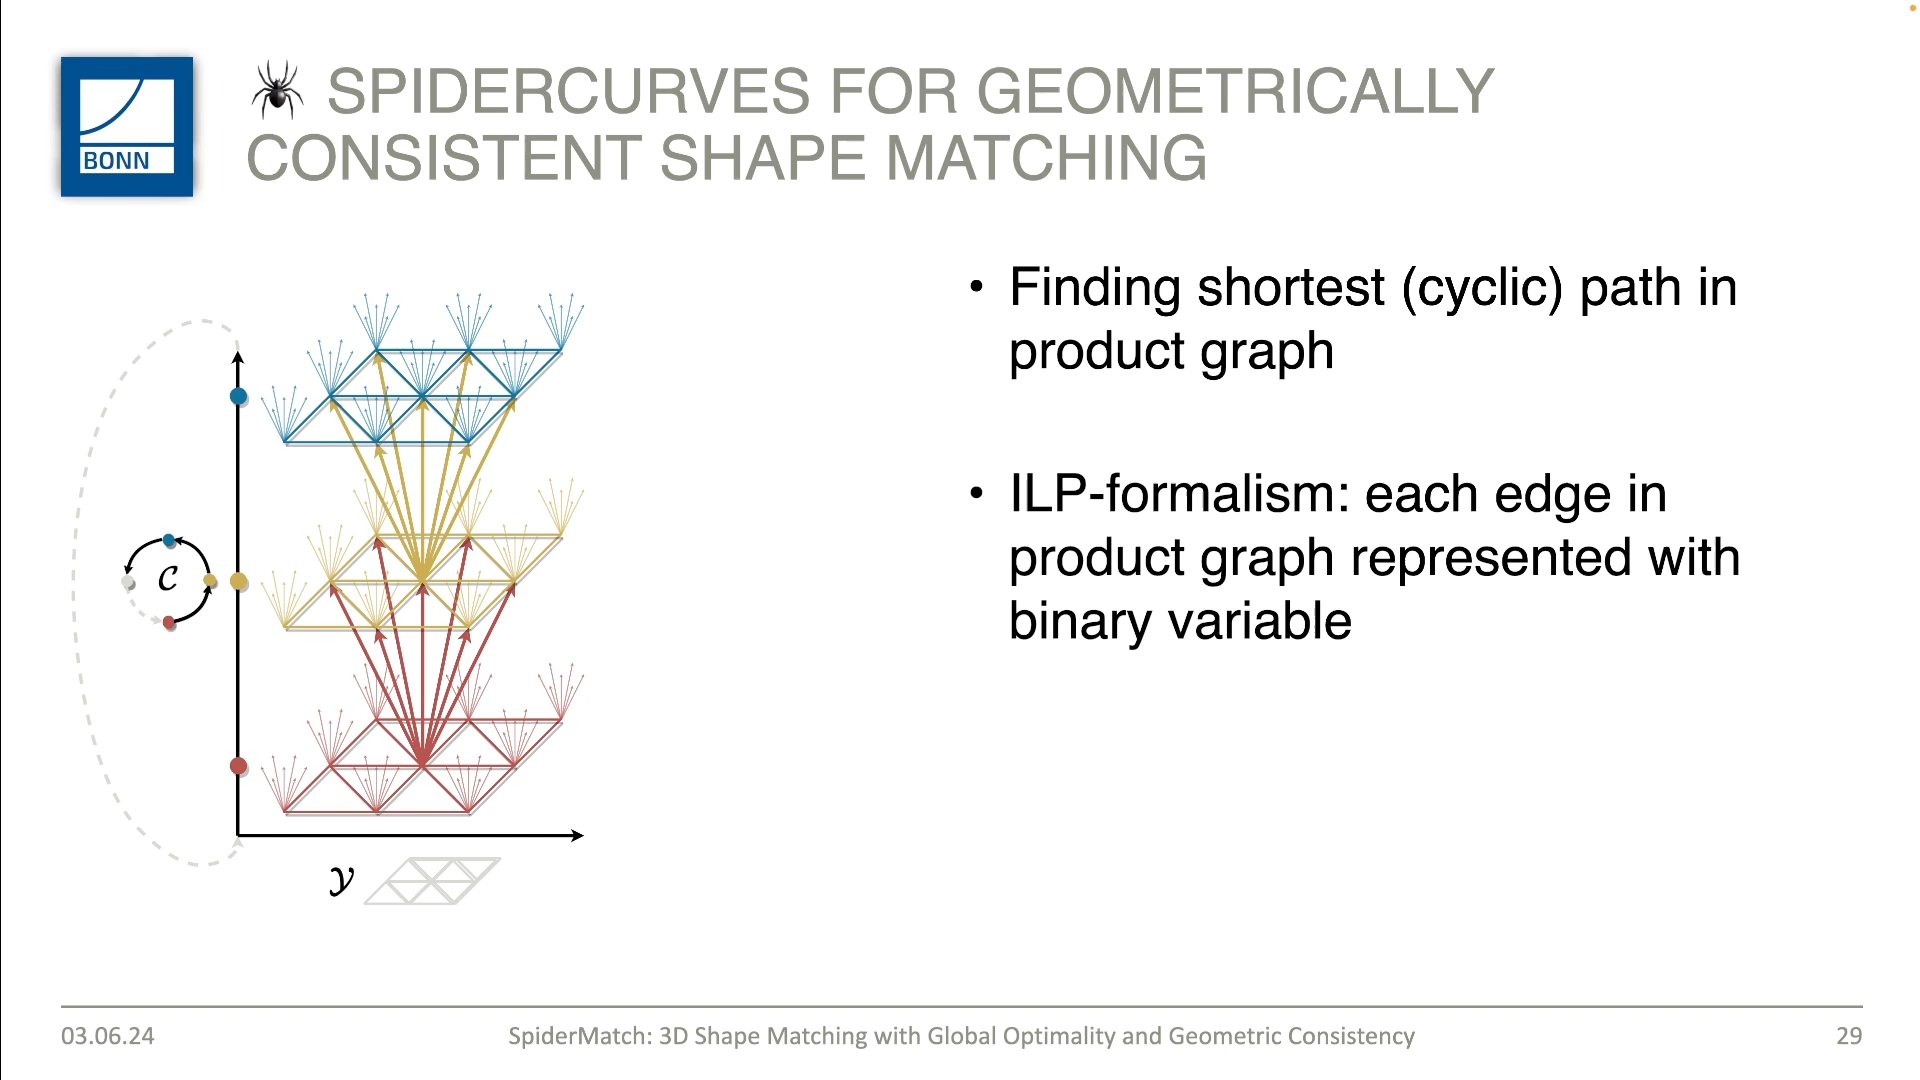 BONN
🕷 SPIDERCURVES FOR GEOMETRICALLY
CONSISTENT SHAPE MATCHING
• Finding shortest (cyclic) path in
product graph
• ILP-formalism: each edge in
product graph represented with
binary variable
𝒞
𝒴
03.06.24
SpiderMatch: 3D Shape Matching with Global Optimality and Geometric Consistency
29